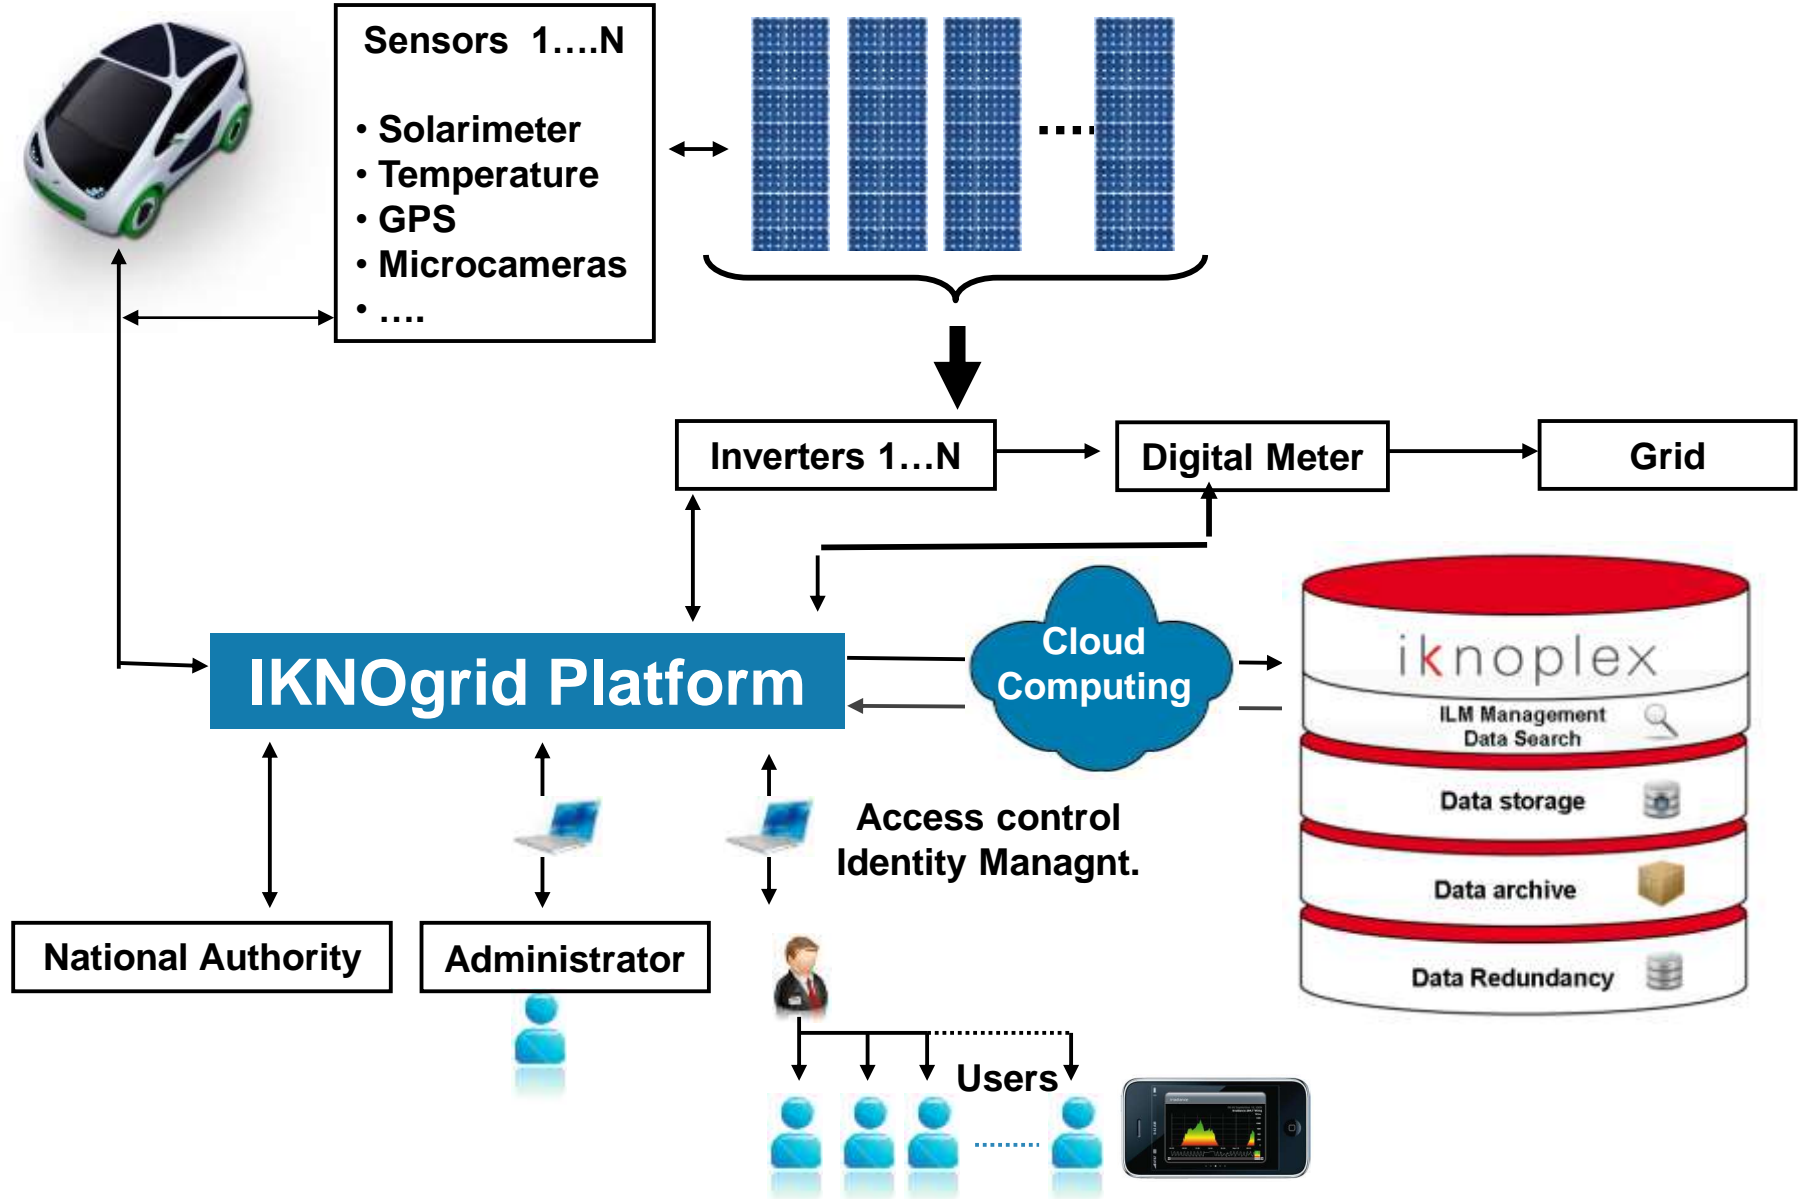 Sensors 1....N
• Solarimeter
• Temperature
• GPS
• Microcameras
• ....
.....
Inverters 1...N
Digital Meter
Grid
IKNOgrid Platform
Cloud
Computing
iknoplex
ILM Management
Data Search
Data storage
Data archive
Data Redundancy
Access control
Identity Managnt.
National Authority
Administrator
Users